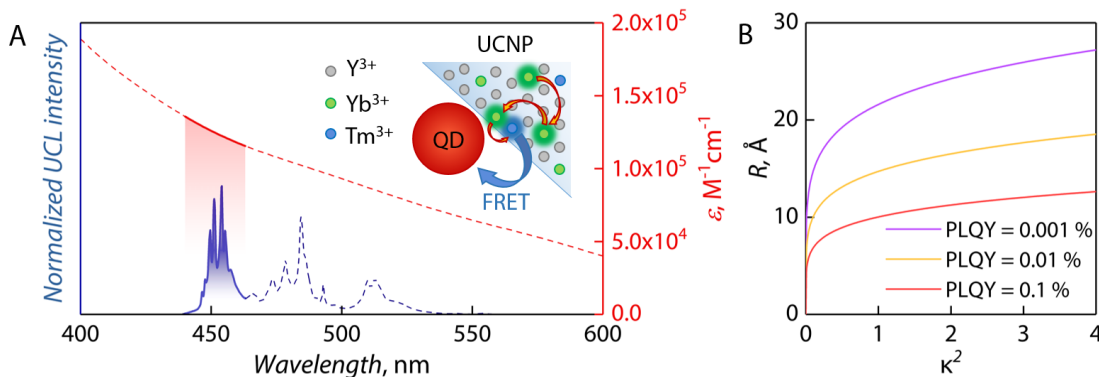 A
Normalized UCL intensity
Y³⁺
Yb³⁺
Tm³⁺
UCNP
QD
FRET
2.0x10⁵
1.5x10⁵
1.0x10⁵
5.0x10⁴
0.0
ε, M⁻¹cm⁻¹
400
450
500
550
600
Wavelength, nm
B
R, Å
30
20
10
0
PLQY = 0.001 %
PLQY = 0.01 %
PLQY = 0.1 %
0
1
2
3
4
κ²